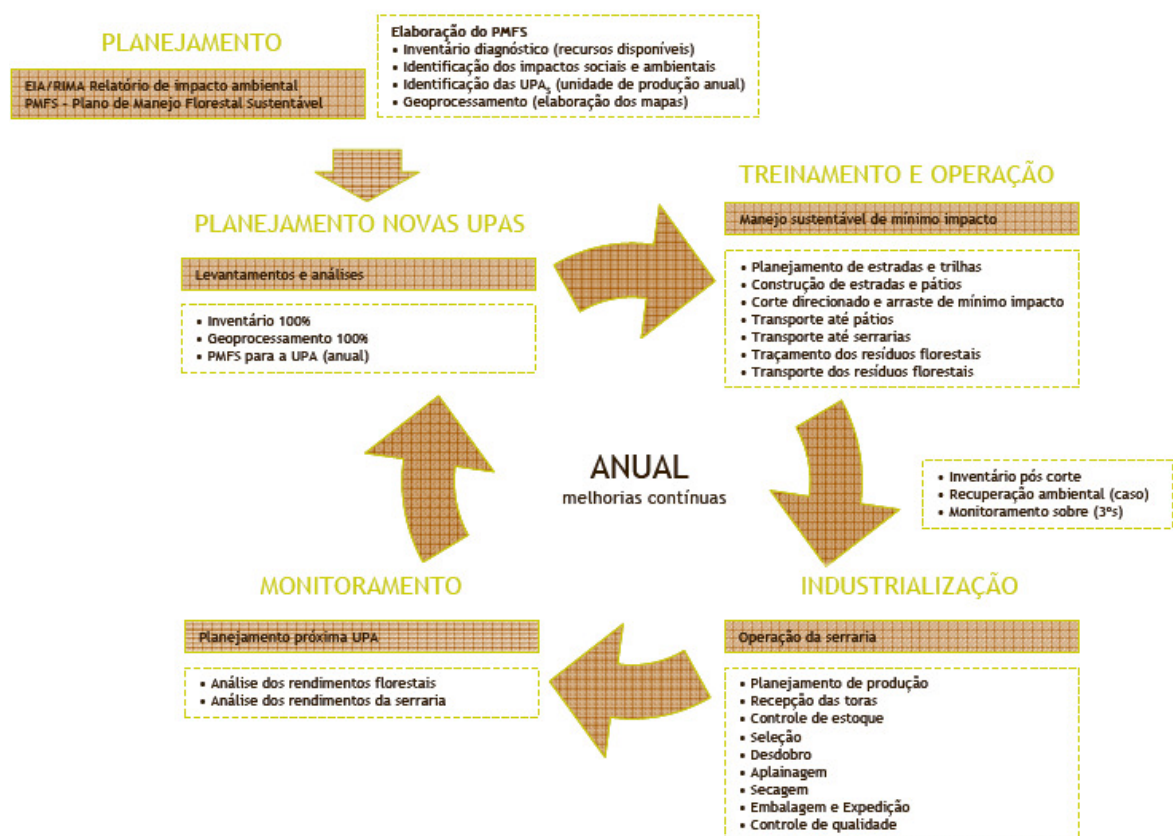 PLANEJAMENTO
EIA/RIMA Relatório de impacto ambiental
PMFS - Plano de Manejo Florestal Sustentável
Elaboração do PMFS
• Inventário diagnóstico (recursos disponíveis)
• Identificação dos impactos sociais e ambientais
• Identificação das UPAs (unidade de produção anual)
• Geoprocessamento (elaboração dos mapas)
PLANEJAMENTO NOVAS UPAS
Levantamentos e análises
• Inventário 100%
• Geoprocessamento 100%
• PMFS para a UPA (anual)
TREINAMENTO E OPERAÇÃO
Manejo sustentável de mínimo impacto
• Planejamento de estradas e trilhas
• Construção de estradas e pátios
• Corte direcionado e arraste de mínimo impacto
• Transporte até pátios
• Transporte até serrarias
• Traçamento dos resíduos florestais
• Transporte dos resíduos florestais
ANUAL
melhorias contínuas
• Inventário pós corte
• Recuperação ambiental (caso)
• Monitoramento sobre (3ºs)
INDUSTRIALIZAÇÃO
Operação da serraria
• Planejamento de produção
• Recepção das toras
• Controle de estoque
• Seleção
• Desdobro
• Aplainagem
• Secagem
• Embalagem e Expedição
• Controle de qualidade
MONITORAMENTO
Planejamento próxima UPA
• Análise dos rendimentos florestais
• Análise dos rendimentos da serraria